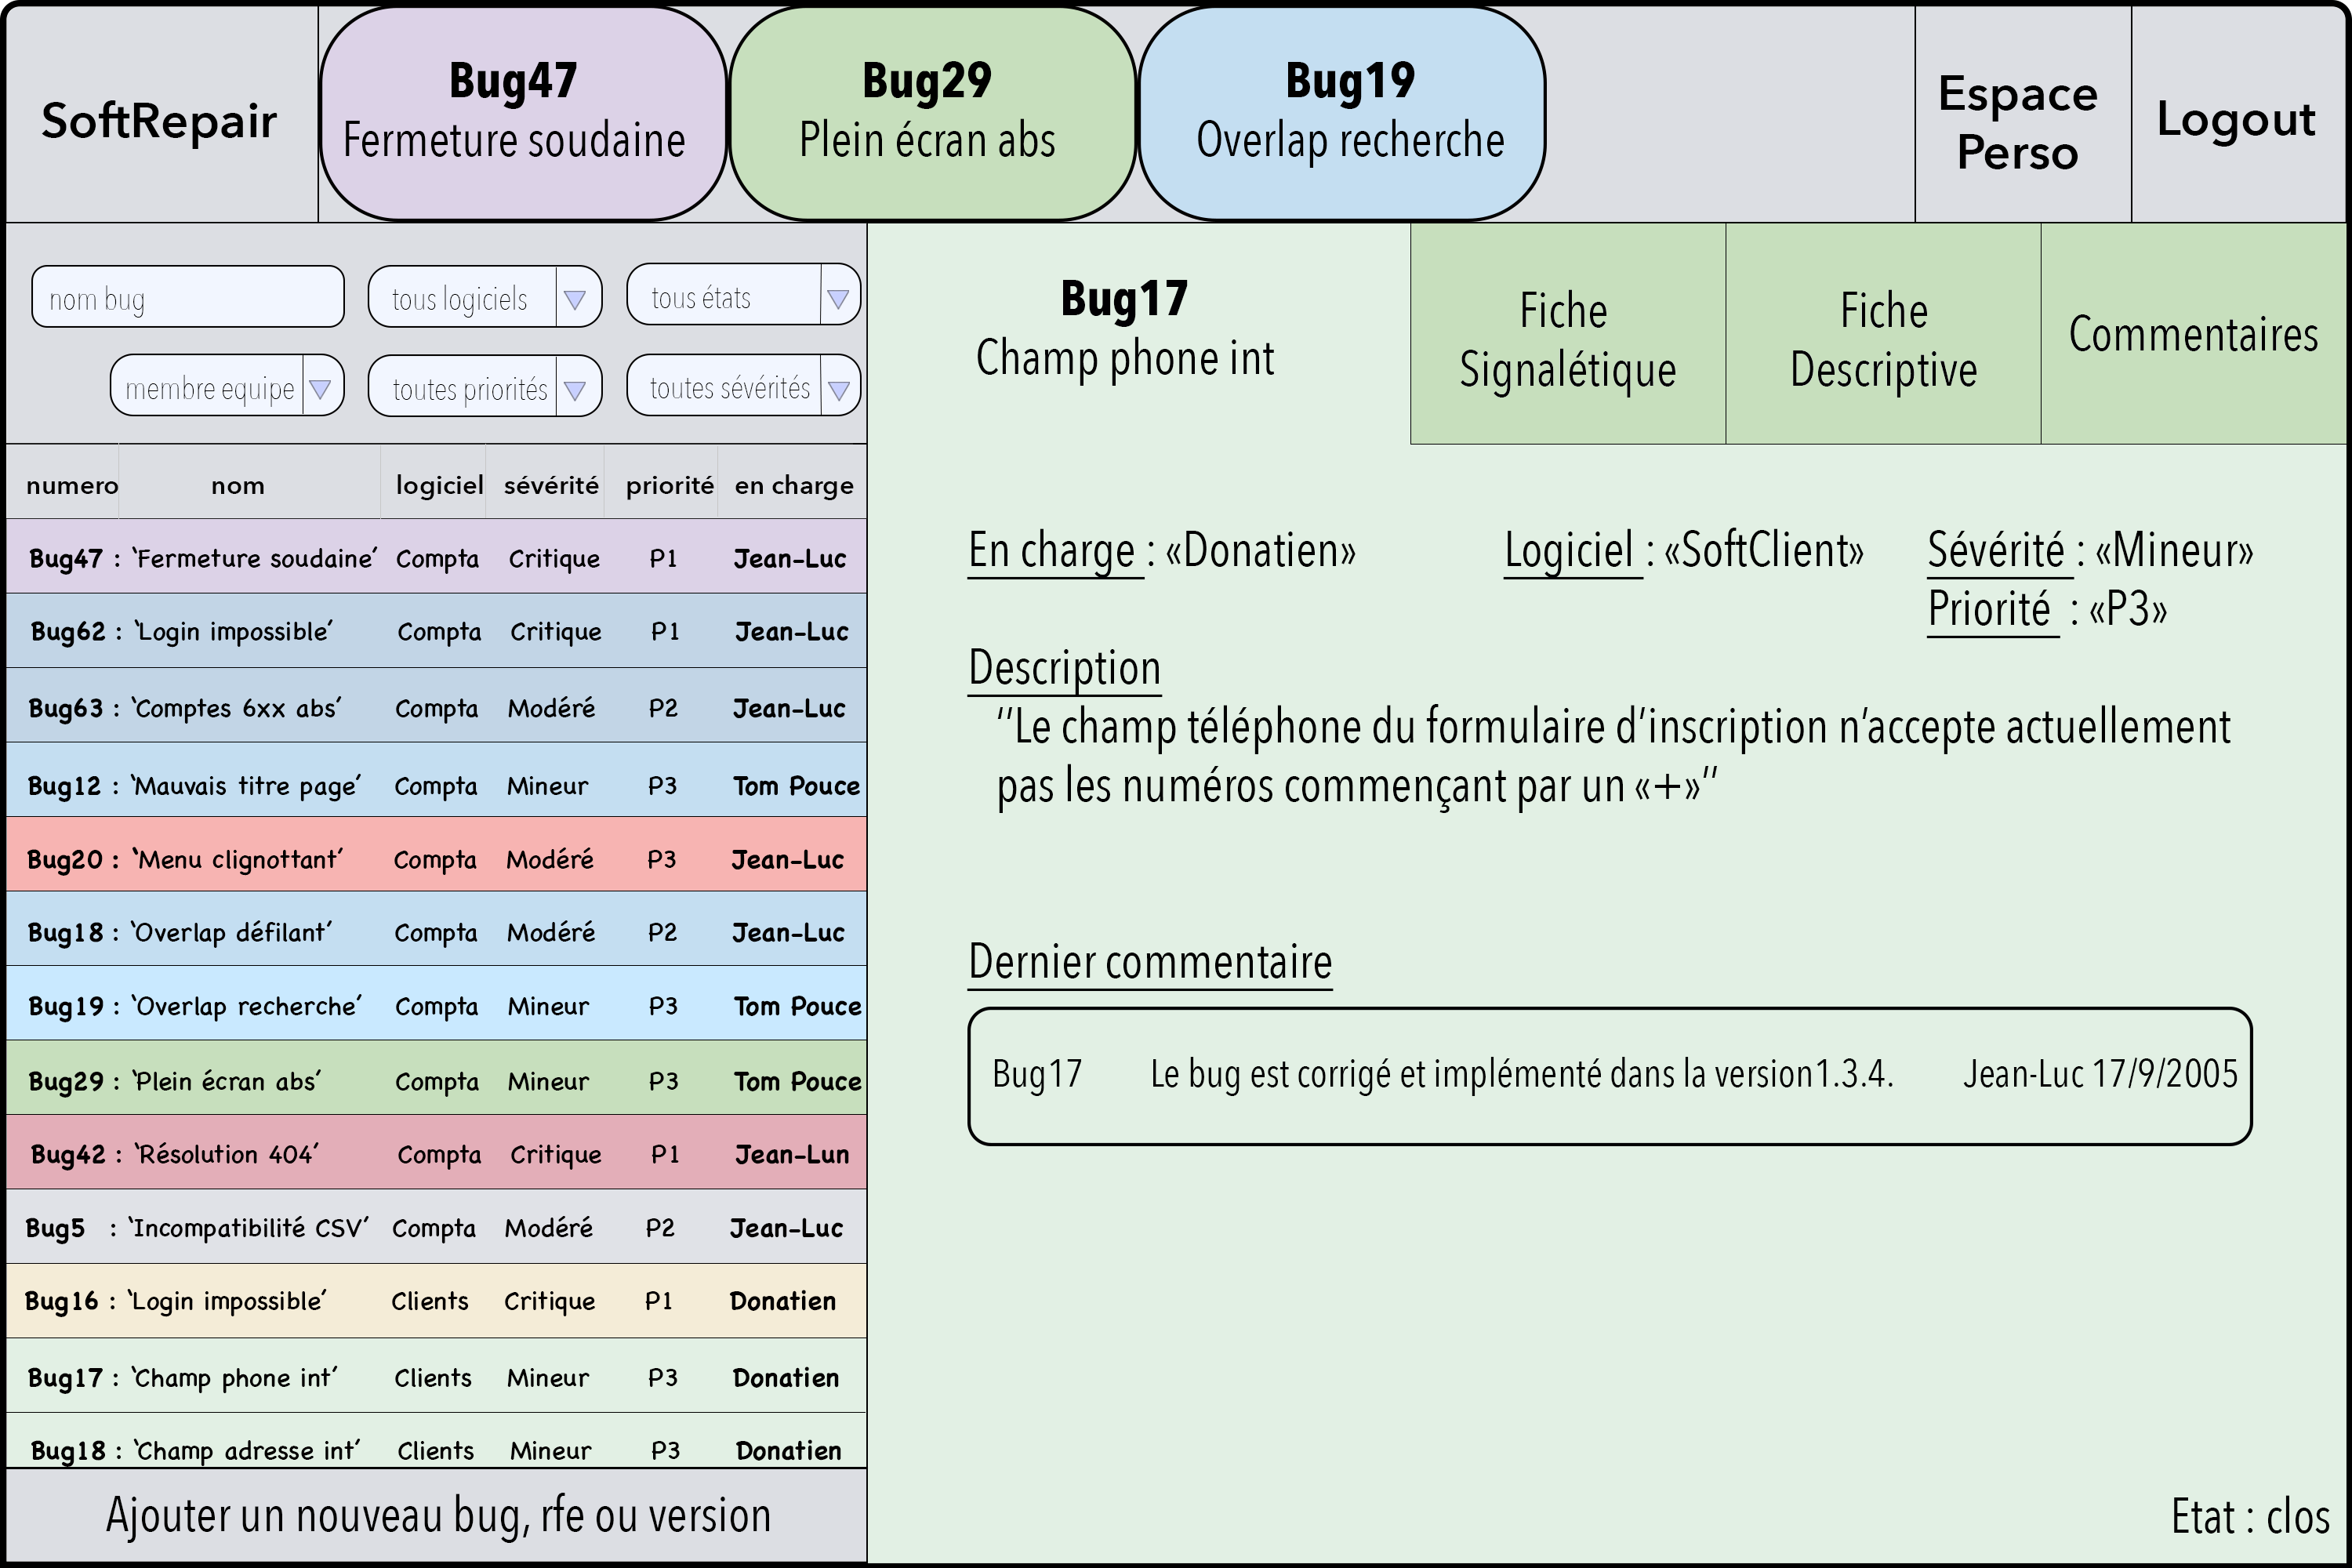 SoftRepair
Bug47
Fermeture soudaine
Bug29
Plein écran abs
Bug19
Overlap recherche
Espace
Perso
Logout
nom bug
tous logiciels
tous états
membre equipe
toutes priorités
toutes sévérités
numero nom logiciel sévérité priorité en charge
Bug47 : ‘Fermeture soudaine’ Compta Critique P1 Jean-Luc
Bug62 : ‘Login impossible’ Compta Critique P1 Jean-Luc
Bug63 : ‘Comptes 6xx abs’ Compta Modéré P2 Jean-Luc
Bug12 : ‘Mauvais titre page’ Compta Mineur P3 Tom Pouce
Bug20 : ‘Menu clignottant’ Compta Modéré P3 Jean-Luc
Bug18 : ‘Overlap défilant’ Compta Modéré P2 Jean-Luc
Bug19 : ‘Overlap recherche’ Compta Mineur P3 Tom Pouce
Bug29 : ‘Plein écran abs’ Compta Mineur P3 Tom Pouce
Bug42 : ‘Résolution 404’ Compta Critique P1 Jean-Lun
Bug5 : ‘Incompatibilité CSV’ Compta Modéré P2 Jean-Luc
Bug16 : ‘Login impossible’ Clients Critique P1 Donatien
Bug17 : ‘Champ phone int’ Clients Mineur P3 Donatien
Bug18 : ‘Champ adresse int’ Clients Mineur P3 Donatien
Ajouter un nouveau bug, rfe ou version
Bug17
Champ phone int
Fiche
Signalétique
Fiche
Descriptive
Commentaires
En charge : «Donatien» Logiciel : «SoftClient» Sévérité : «Mineur»
Priorité : «P3»
Description
‘’Le champ téléphone du formulaire d’inscription n’accepte actuellement
pas les numéros commençant par un «+»’’
Dernier commentaire
Bug17 Le bug est corrigé et implémenté dans la version1.3.4. Jean-Luc 17/9/2005
Etat : clos